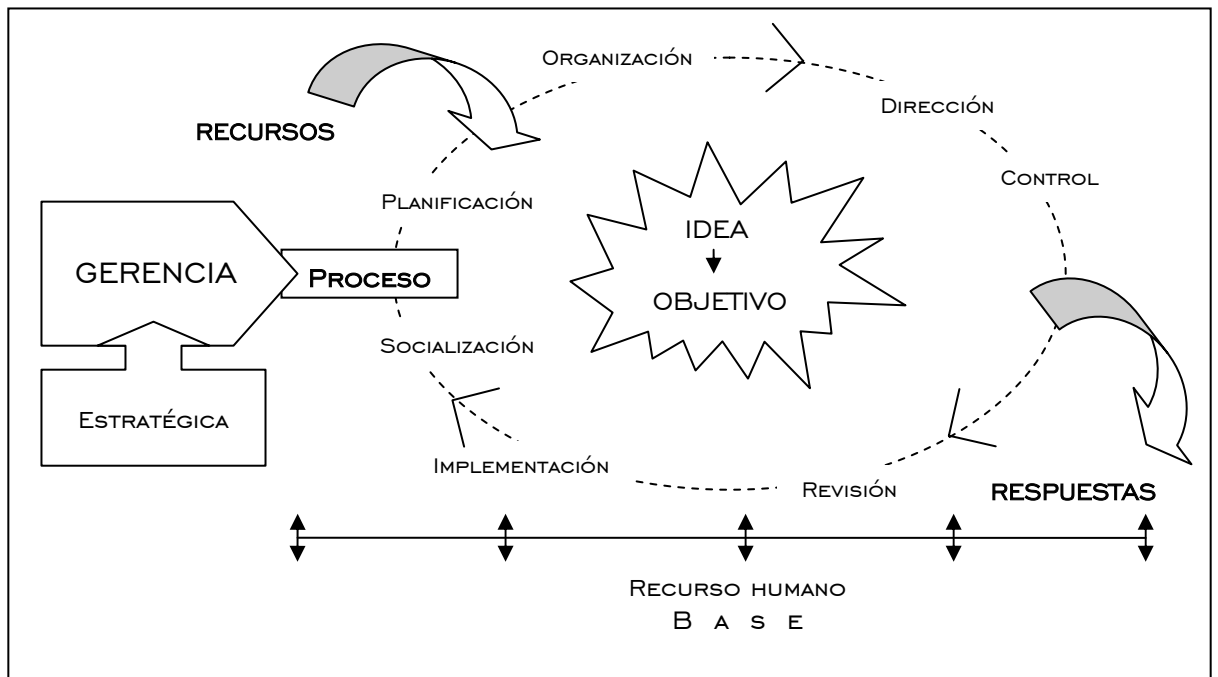 ORGANIZACIÓN
DIRECCIÓN
RECURSOS
CONTROL
PLANIFICACIÓN
IDEA
GERENCIA
PROCESO
OBJETIVO
SOCIALIZACIÓN
ESTRATÉGICA
IMPLEMENTACIÓN
REVISIÓN
RESPUESTAS
RECURSO HUMANO
B A S E